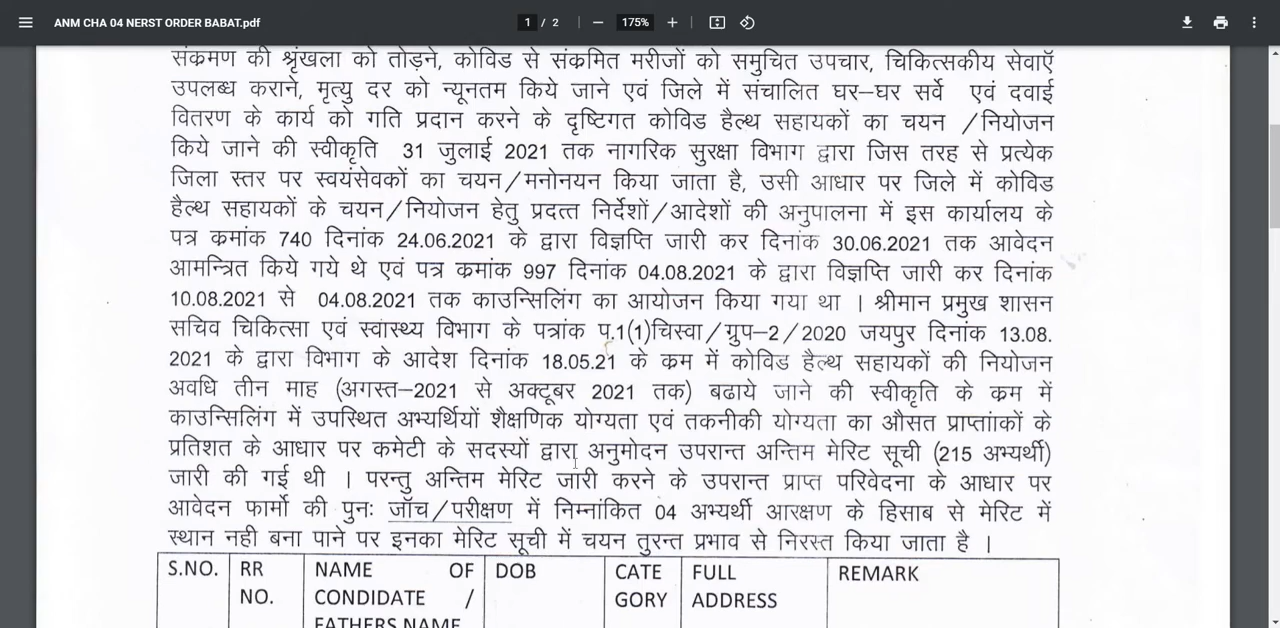 ANM CHA 04 NERST ORDER BABAT.pdf
1 / 2
175%
संक्रमण की श्रृंखला को तोड़ने, कोविड से संक्रमित मरीजों को समुचित उपचार, चिकित्सकीय सेवाऍ
उपलब्ध कराने, मृत्यु दर को न्यूनतम किये जाने एवं जिले में संचालित घर–घर सर्वे एवं दवाई
वितरण के कार्य को गति प्रदान करने के दृष्टिगत कोविड हैल्थ सहायकों का चयन /नियोजन
किये जाने की स्वीकृति 31 जुलाई 2021 तक नागरिक सुरक्षा विभाग द्वारा जिस तरह से प्रत्येक
जिला स्तर पर स्वयंसेवकों का चयन/मनोनयन किया जाता है, उसी आधार पर जिले में कोविड
हैल्थ सहायकों के चयन/नियोजन हेतु प्रदत्त निर्देशों/आदेशों की अनुपालना में इस कार्यालय के
पत्र क्रमांक 740 दिनांक 24.06.2021 के द्वारा विज्ञप्ति जारी कर दिनांक 30.06.2021 तक आवेदन
आमन्त्रित किये गये थे एवं पत्र क्रमांक 997 दिनांक 04.08.2021 के द्वारा विज्ञप्ति जारी कर दिनांक
10.08.2021 से 04.08.2021 तक काउन्सिलिंग का आयोजन किया गया था । श्रीमान प्रमुख शासन
सचिव चिकित्सा एवं स्वास्थ्य विभाग के पत्रांक प.1(1)चिस्वा/ग्रुप–2/2020 जयपुर दिनांक 13.08.
2021 के द्वारा विभाग के आदेश दिनांक 18.05.21 के क्रम में कोविड हैल्थ सहायकों की नियोजन
अवधि तीन माह (अगस्त–2021 से अक्टूबर 2021 तक) बढाये जाने की स्वीकृति के क्रम में
काउन्सिलिंग में उपस्थित अभ्यर्थियों शैक्षणिक योग्यता एवं तकनीकी योग्यता का औसत प्राप्तांाकों के
प्रतिशत के आधार पर कमेटी के सदस्यों द्वारा अनुमोदन उपरान्त अन्तिम मेरिट सूची (215 अभ्यर्थी)
जारी की गई थी । परन्तु अन्तिम मेरिट जारी करने के उपरान्त प्राप्त परिवेदना के आधार पर
आवेदन फार्मो की पुनः जॉच/परीक्षण में निम्नांकित 04 अभ्यर्थी आरक्षण के हिसाब से मेरिट में
स्थान नही बना पाने पर इनका मेरिट सूची में चयन तुरन्त प्रभाव से निरस्त किया जाता है ।
S.NO. RR NAME OF DOB CATE FULL REMARK
NO. CONDIDATE / GORY ADDRESS
FATHERS NAME